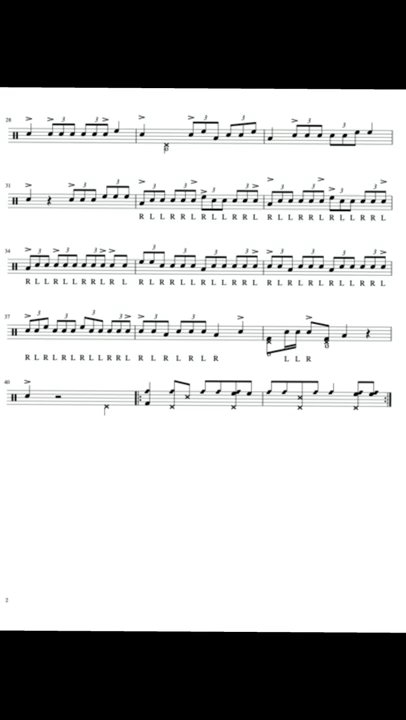 28 3 3 3 3 3 3
31 3 3 3 3 3 3
R L L R R L R L L R R L R L L R R L R L L R R L
34 3 3 3 3 3 3 3 3 3
R L R R L L R L L R R L R L L R R L R L L R R L
37 3 3 3 3 3
R L R L R L R L L R R L R L R L R L R L L R
40
2